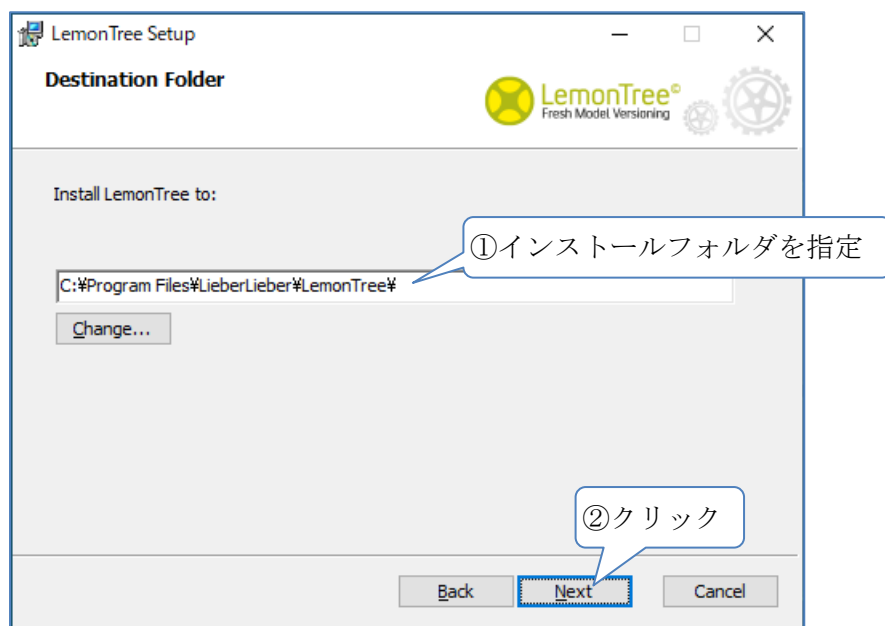 LemonTree Setup
Destination Folder
LemonTree©
Fresh Model Versioning
Install LemonTree to:
①インストールフォルダを指定
C:¥Program Files¥LieberLieber¥LemonTree¥
Change...
②クリック
Back Next Cancel